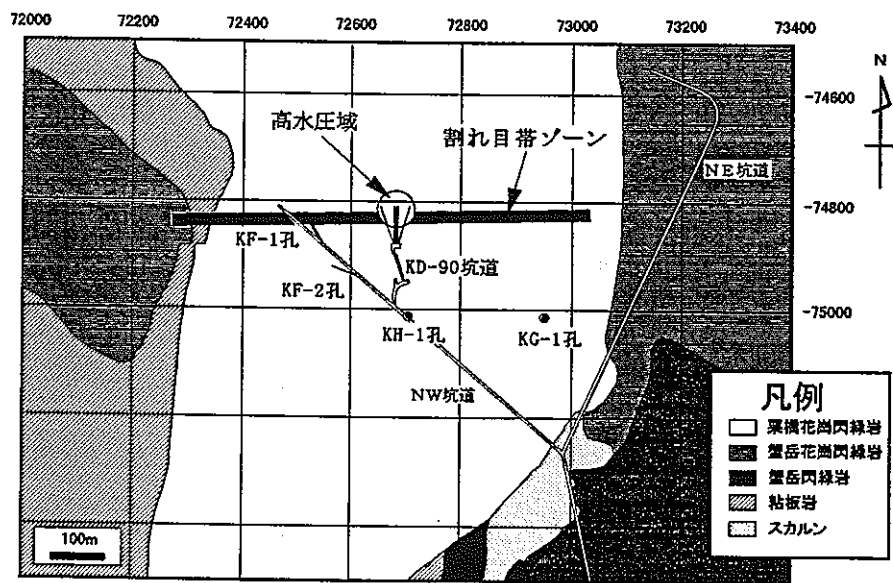 72000 72200 72400 72600 72800 73000 73200 73400
N
-74600
高水圧域
割れ目帯ゾーン
NE坑道
-74800
KF-1孔
KD-90坑道
KF-2孔
-75000
KH-1孔
KG-1孔
NW坑道
凡例
栗橋花崗閃緑岩
蟹岳花崗閃緑岩
蟹岳閃緑岩
粘板岩
スカルン
100m